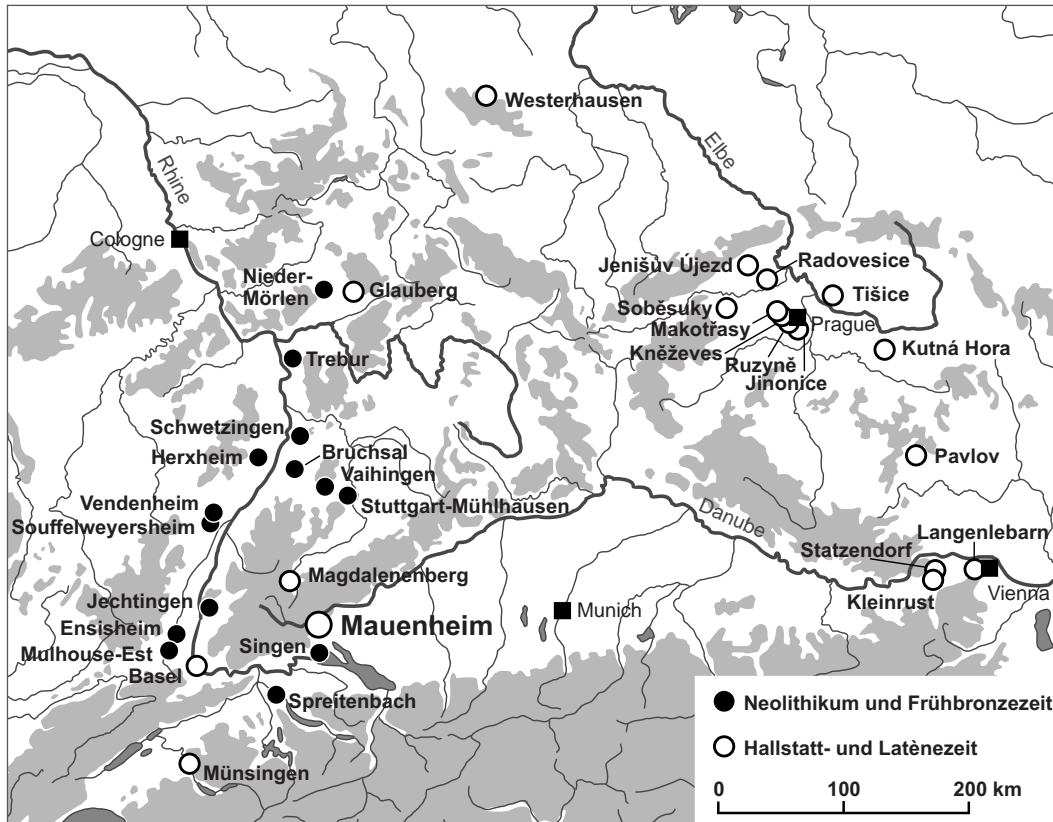 Westerhausen
Elbe
Rhine
Cologne
Jenišův Újezd
Radovesice
Nieder-
Mörlen
Glauberg
Tišice
Soběsuky
Makotřasy
Prague
Kněževes
Kutná Hora
Ruzyně
Jinonice
Trebur
Schwetzingen
Bruchsal
Herxheim
Vaihingen
Pavlov
Vendenheim
Stuttgart-Mühlhausen
Souffelweyersheim
Danube
Langenlebarn
Statzendorf
Magdalenenberg
Kleinrust
Vienna
Jechtingen
Munich
Ensisheim
Mauenheim
Mulhouse-Est
Singen
Basel
Spreitenbach
Neolithikum und Frühbronzezeit
Hallstatt- und Latènezeit
Münsingen
0 100 200 km